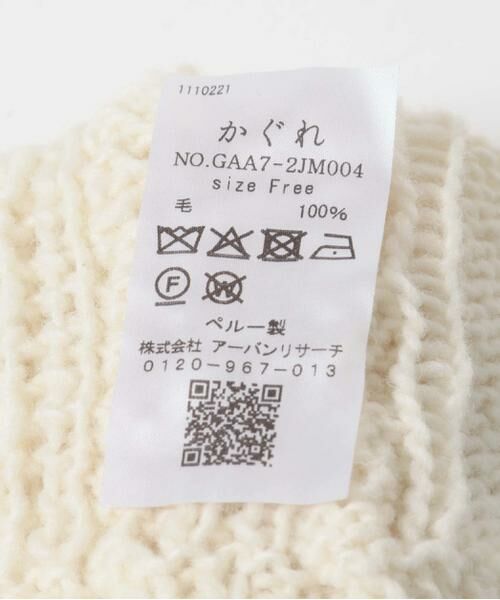 1110221
かぐれ
NO.GAA7-2JM004
size Free
毛 100%
F W
ペルー製
株式会社 アーバンリサーチ
0120-967-013